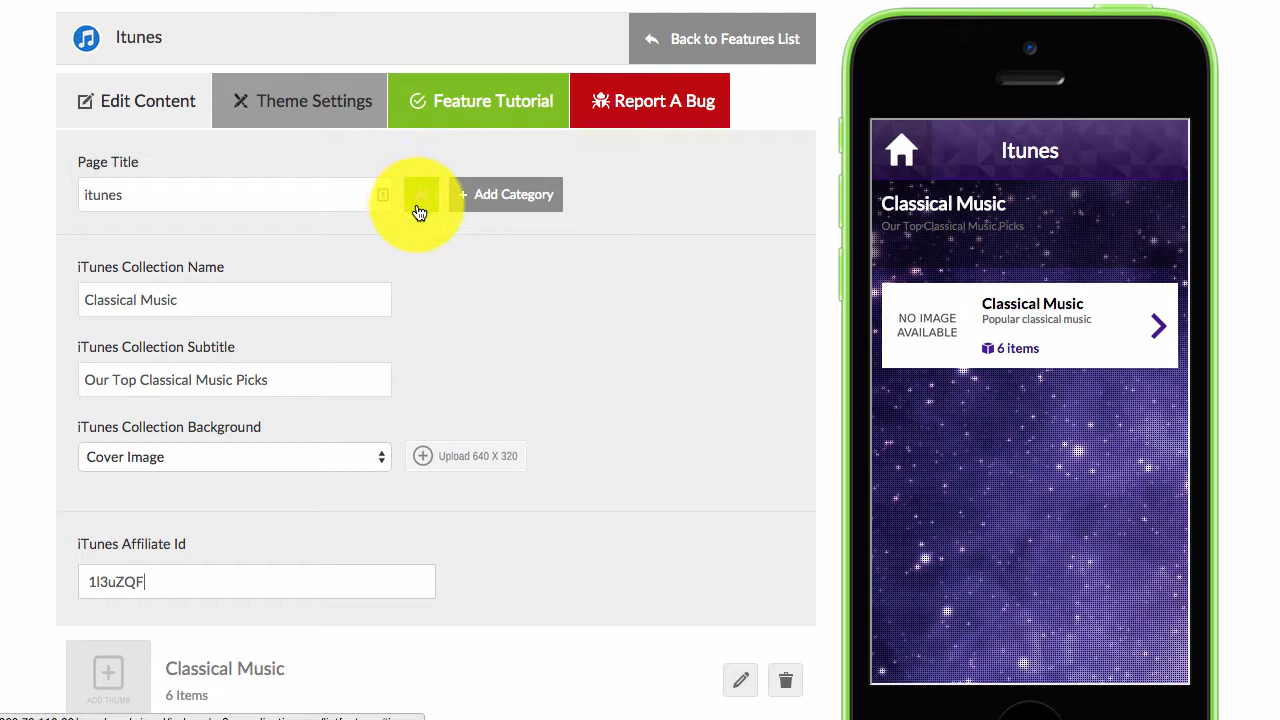 Itunes
Back to Features List
Edit Content
Theme Settings
Feature Tutorial
Report A Bug
Page Title
itunes
+ Add Category
iTunes Collection Name
Classical Music
iTunes Collection Subtitle
Our Top Classical Music Picks
iTunes Collection Background
Cover Image
Upload 640 X 320
iTunes Affiliate Id
1l3uZQF
ADD THUMB
Classical Music
6 Items
Itunes
Classical Music
Our Top Classical Music Picks
NO IMAGE
AVAILABLE
Classical Music
Popular classical music
6 items